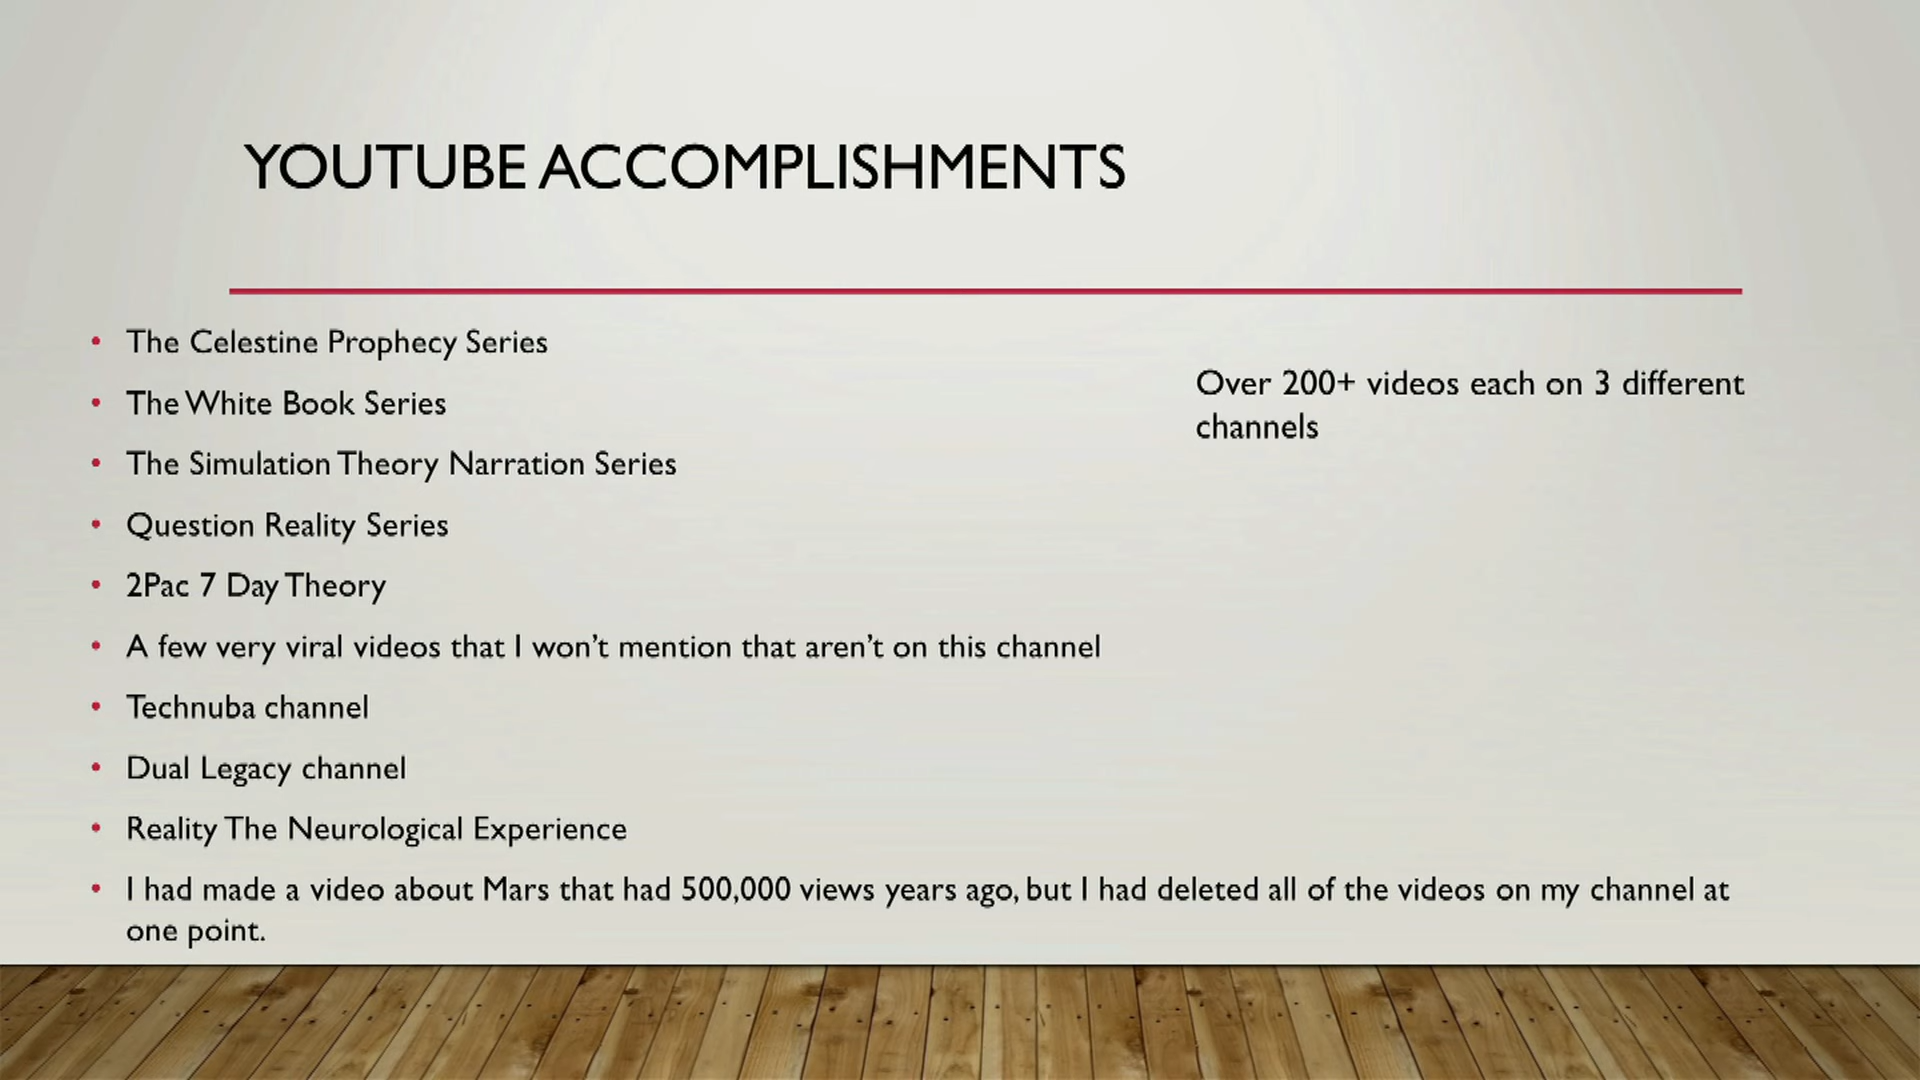 YOUTUBE ACCOMPLISHMENTS
The Celestine Prophecy Series
The White Book Series
The Simulation Theory Narration Series
Question Reality Series
2Pac 7 Day Theory
A few very viral videos that I won’t mention that aren’t on this channel
Technuba channel
Dual Legacy channel
Reality The Neurological Experience
I had made a video about Mars that had 500,000 views years ago, but I had deleted all of the videos on my channel at
one point.
Over 200+ videos each on 3 different
channels